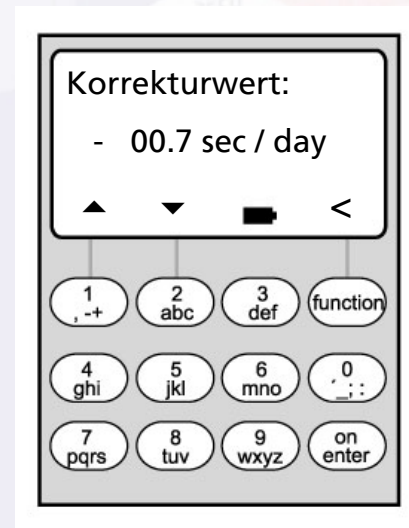 Korrekturwert:
- 00.7 sec / day
<
1 2 3 function
, -+ abc def
4 5 6 0
ghi jkl mno ´_; :
7 8 9 on
pqrs tuv wxyz enter